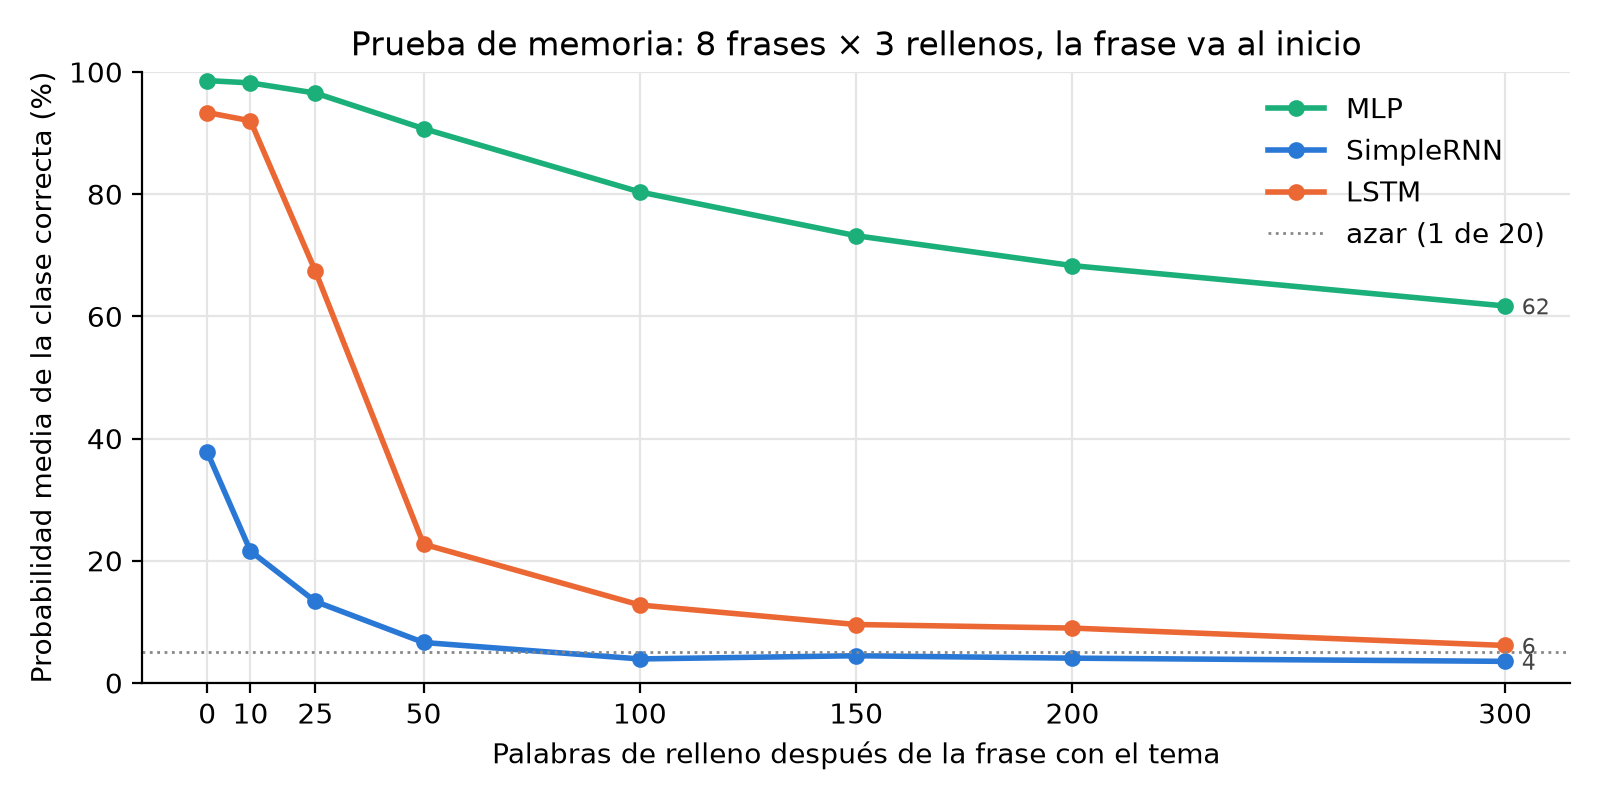 Prueba de memoria: 8 frases × 3 rellenos, la frase va al inicio
Probabilidad media de la clase correcta (%)
100
80
60
40
20
0
MLP
SimpleRNN
LSTM
azar (1 de 20)
62
6
4
0 10 25 50 100 150 200 300
Palabras de relleno después de la frase con el tema